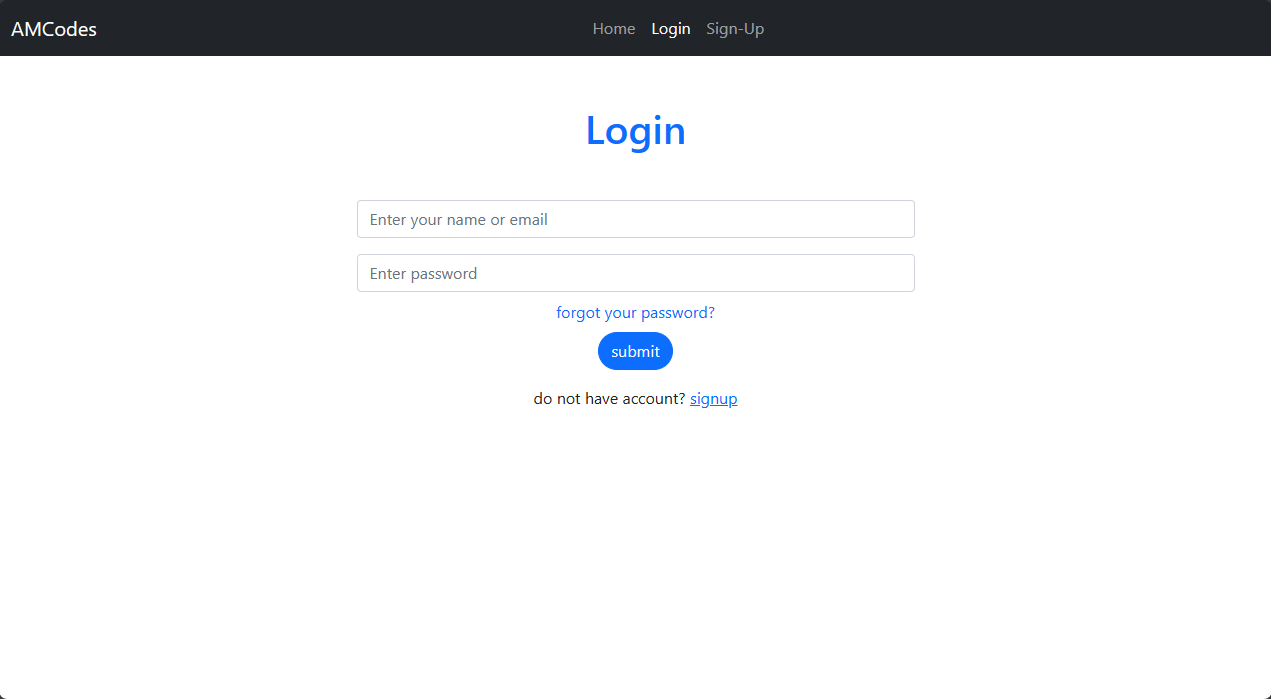 AMCodes Home Login Sign-Up
Login
Enter your name or email
Enter password
forgot your password?
submit
do not have account? signup